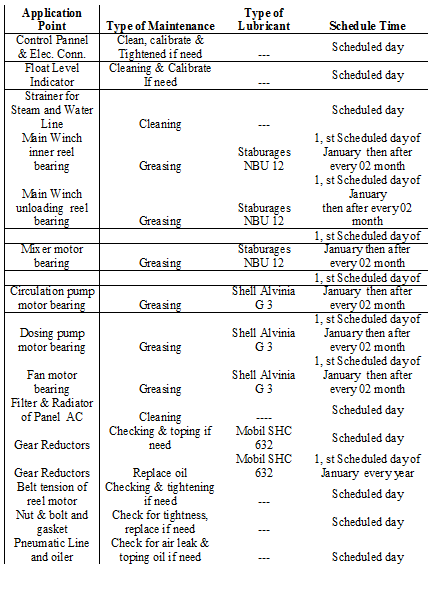 Application Point | Type of Maintenance | Type of Lubricant | Schedule Time
Control Pannel & Elec. Conn. | Clean, calibrate & Tightened if need | --- | Scheduled day
Float Level Indicator | Cleaning & Calibrate If need | --- | Scheduled day
Strainer for Steam and Water Line | Cleaning | --- | Scheduled day
Main Winch inner reel bearing | Greasing | Staburages NBU 12 | 1, st Scheduled day of January then after every 02 month
Main Winch unloading reel bearing | Greasing | Staburages NBU 12 | 1, st Scheduled day of January then after every 02 month
Mixer motor bearing | Greasing | Staburages NBU 12 | 1, st Scheduled day of January then after every 02 month
Circulation pump motor bearing | Greasing | Shell Alvinia G 3 | 1, st Scheduled day of January then after every 02 month
Dosing pump motor bearing | Greasing | Shell Alvinia G 3 | 1, st Scheduled day of January then after every 02 month
Fan motor bearing | Greasing | Shell Alvinia G 3 | 1, st Scheduled day of January then after every 02 month
Filter & Radiator of Panel AC | Cleaning | ---- | Scheduled day
Gear Reductors | Checking & toping if need | Mobil SHC 632 | Scheduled day
Gear Reductors | Replace oil | Mobil SHC 632 | 1, st Scheduled day of January every year
Belt tension of reel motor | Checking & tightening if need | --- | Scheduled day
Nut & bolt and gasket | Check for tightness, replace if need | --- | Scheduled day
Pneumatic Line and oiler | Check for air leak & toping oil if need | --- | Scheduled day